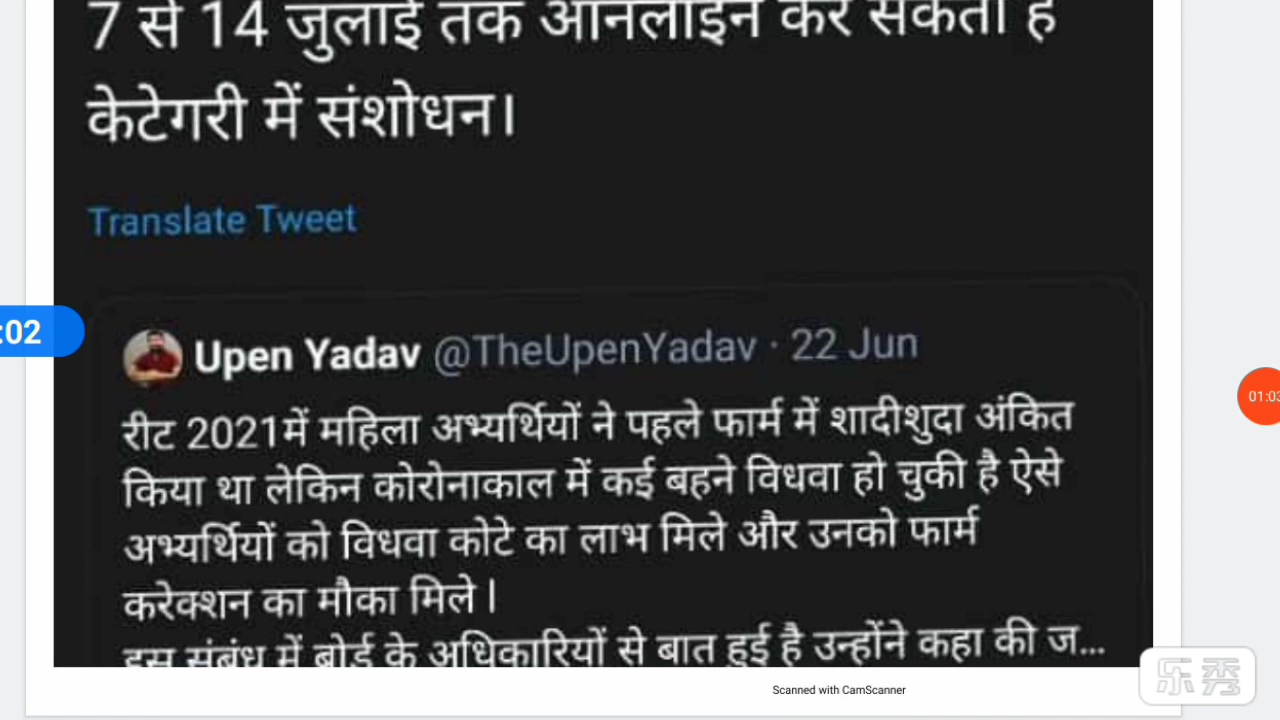 7 से 14 जुलाई तक ऑनलाइन कर सकती है
केटेगरी में संशोधन।
Translate Tweet
:02
Upen Yadav @TheUpenYadav · 22 Jun
रीट 2021में महिला अभ्यर्थियों ने पहले फार्म में शादीशुदा अंकित
किया था लेकिन कोरोनाकाल में कई बहने विधवा हो चुकी है ऐसे
अभ्यर्थियों को विधवा कोटे का लाभ मिले और उनको फार्म
करेक्शन का मौका मिले।
इस संबंध में बोर्ड के अधिकारियों से बात हुई है उन्होंने कहा की ज...
01:03
Scanned with CamScanner
乐秀